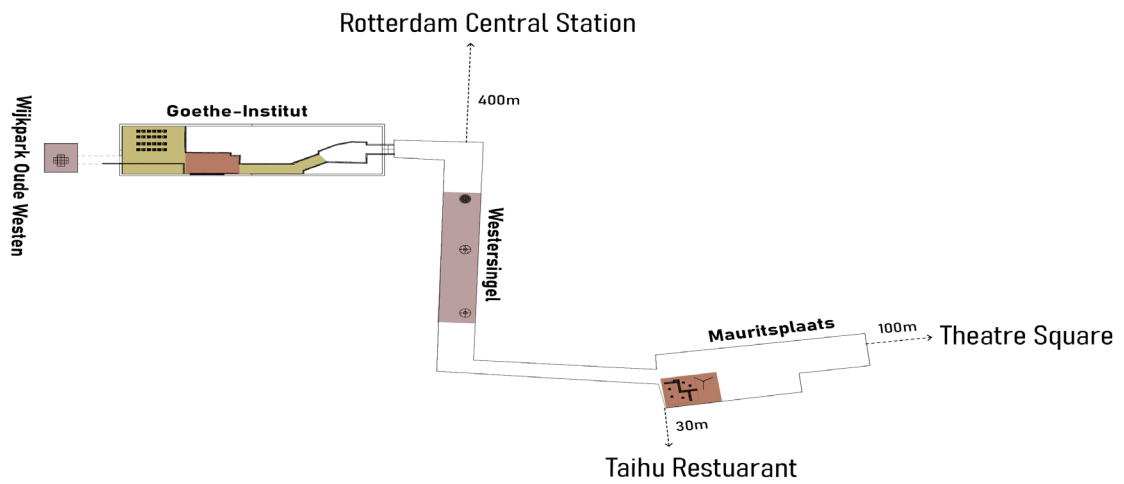 Rotterdam Central Station
400m
Goethe-Institut
Wijkpark Oude Westen
Westersingel
Mauritsplaats
100m
Theatre Square
30m
Taihu Restuarant